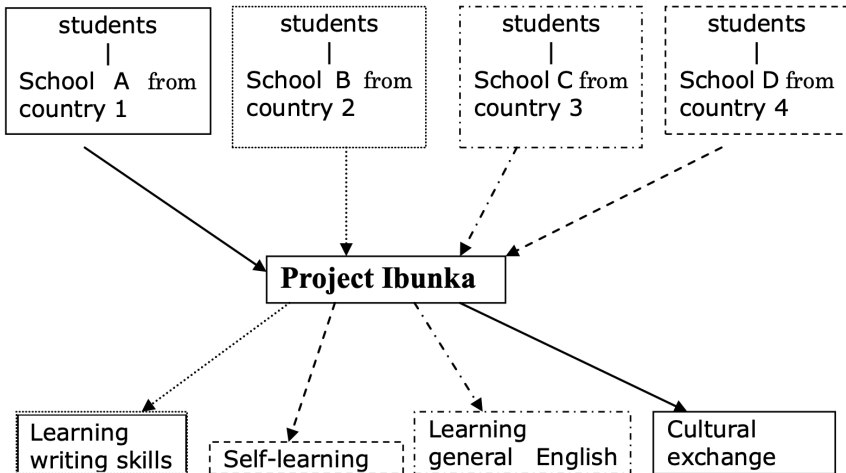 students
School A from
country 1
students
School B from
country 2
students
School C from
country 3
students
School D from
country 4
Project Ibunka
Learning
writing skills
Self-learning
Learning
general English
Cultural
exchange